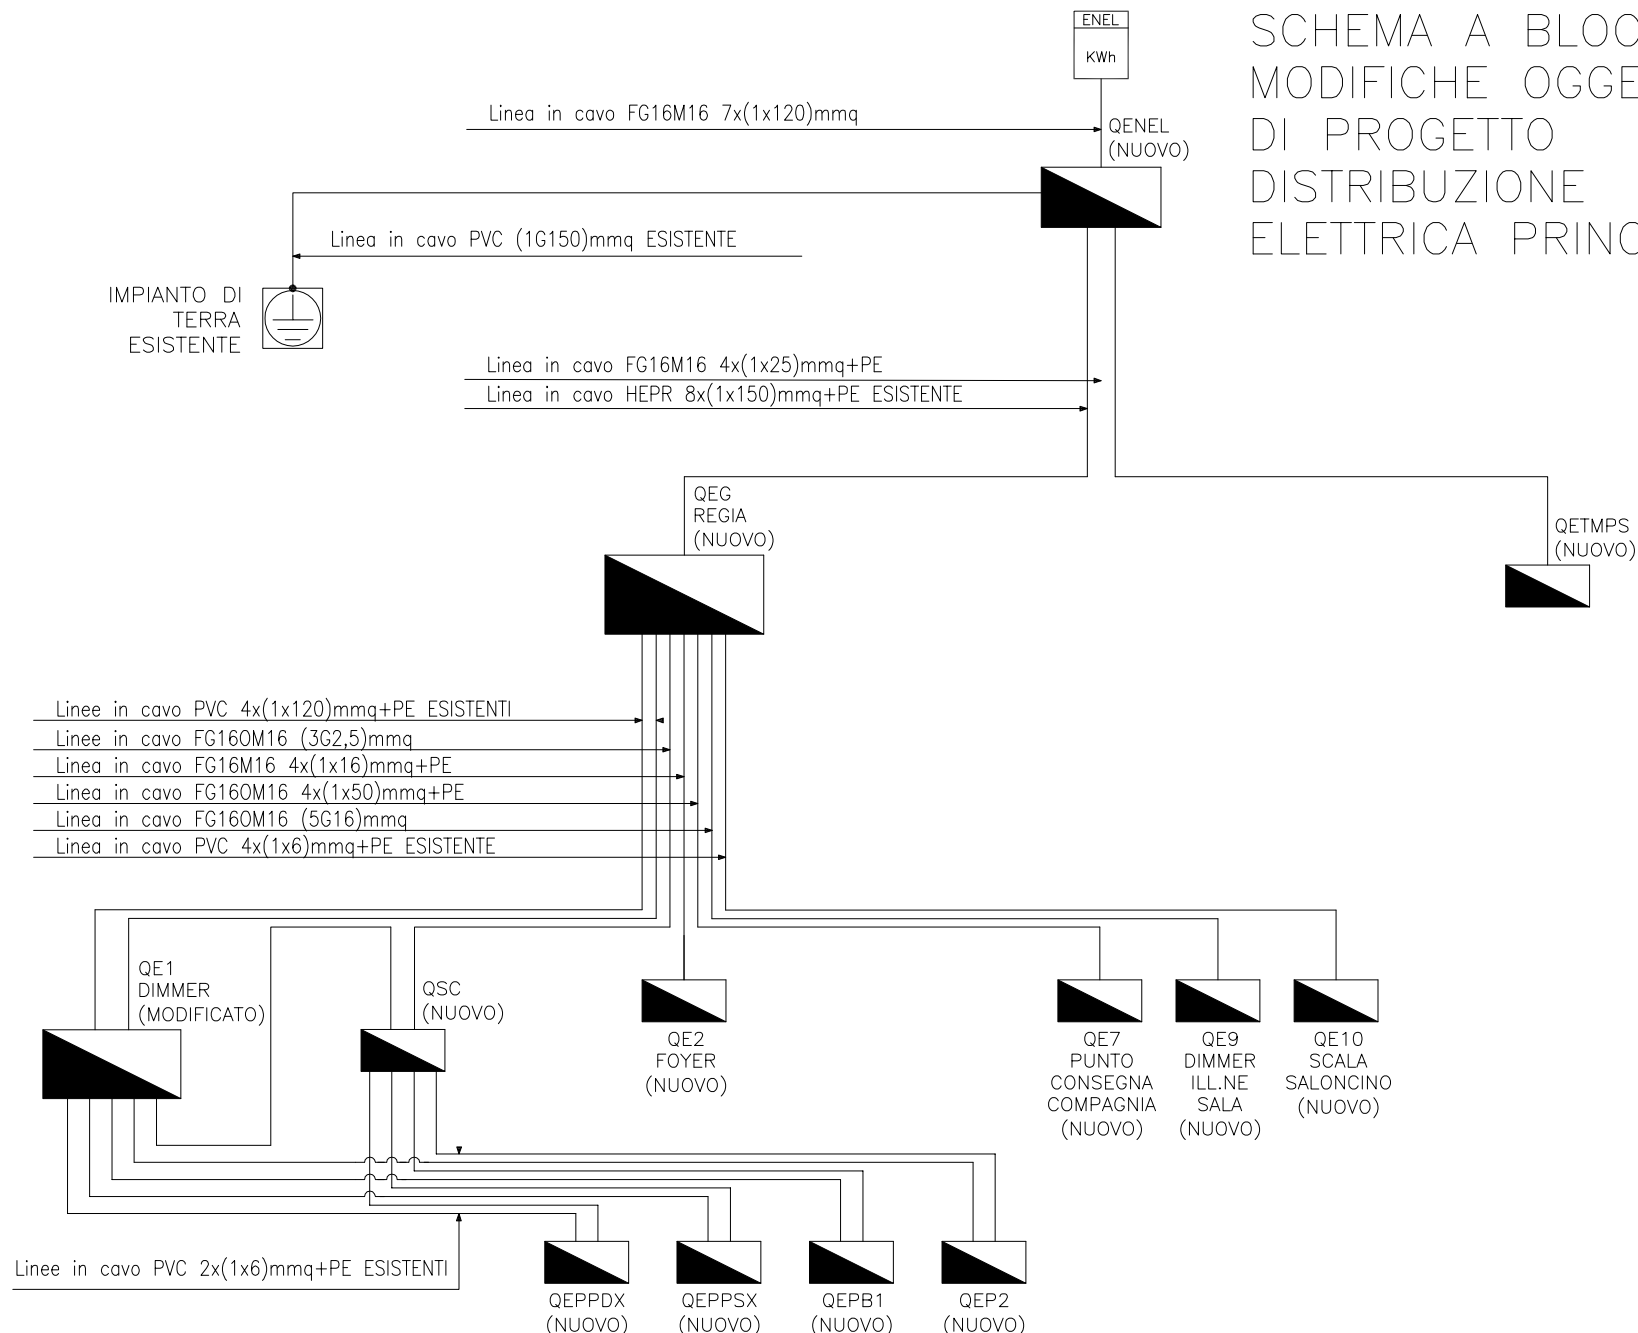 ENEL
KWh
SCHEMA A BLOC
MODIFICHE OGGE
DI PROGETTO
DISTRIBUZIONE
ELETTRICA PRINC
Linea in cavo FG16M16 7x(1x120)mmq
QENEL
(NUOVO)
Linea in cavo PVC (1G150)mmq ESISTENTE
IMPIANTO DI
TERRA
ESISTENTE
Linea in cavo FG16M16 4x(1x25)mmq+PE
Linea in cavo HEPR 8x(1x150)mmq+PE ESISTENTE
QEG
REGIA
(NUOVO)
QETMPS
(NUOVO)
Linee in cavo PVC 4x(1x120)mmq+PE ESISTENTI
Linee in cavo FG16OM16 (3G2,5)mmq
Linea in cavo FG16M16 4x(1x16)mmq+PE
Linea in cavo FG16OM16 4x(1x50)mmq+PE
Linea in cavo FG16OM16 (5G16)mmq
Linea in cavo PVC 4x(1x6)mmq+PE ESISTENTE
QE1
DIMMER
(MODIFICATO)
QSC
(NUOVO)
QE2
FOYER
(NUOVO)
QE7
PUNTO
CONSEGNA
COMPAGNIA
(NUOVO)
QE9
DIMMER
ILL.NE
SALA
(NUOVO)
QE10
SCALA
SALONCINO
(NUOVO)
Linee in cavo PVC 2x(1x6)mmq+PE ESISTENTI
QEPPDX
(NUOVO)
QEPPSX
(NUOVO)
QEPB1
(NUOVO)
QEP2
(NUOVO)